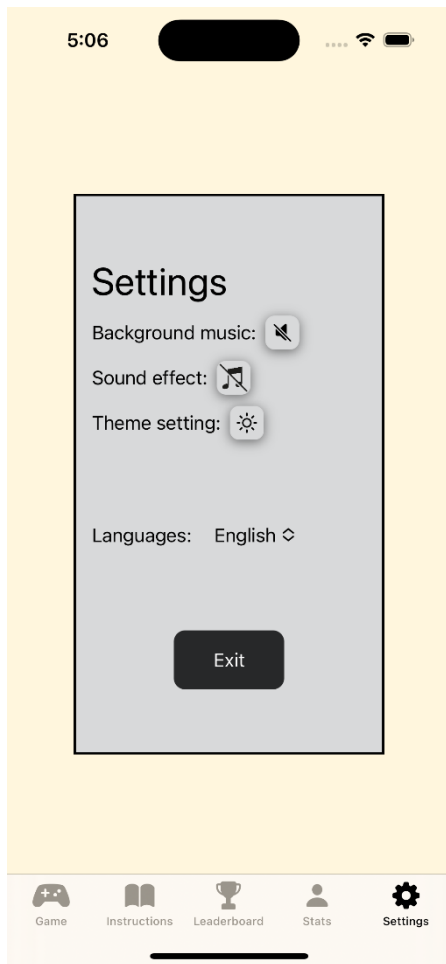 5:06
Settings
Background music:
Sound effect:
Theme setting:
Languages: English
Exit
Game Instructions Leaderboard Stats Settings